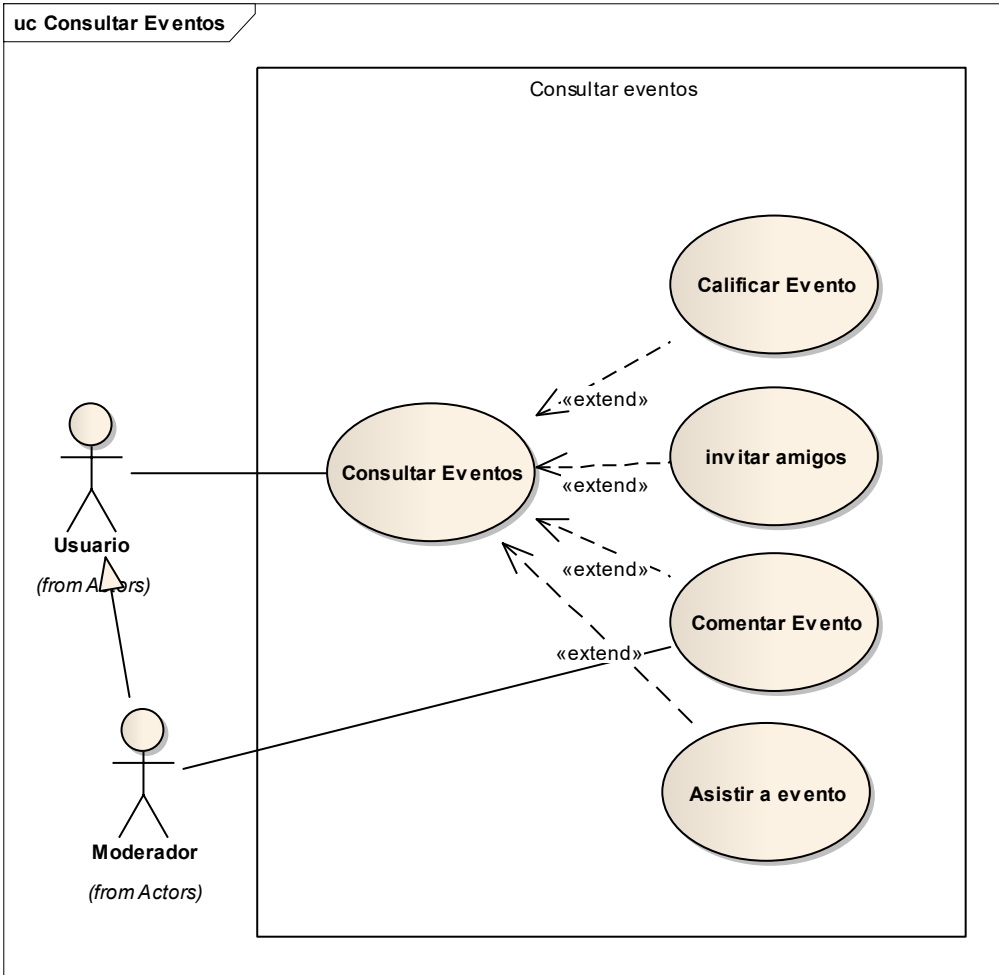 uc Consultar Eventos
Consultar eventos
Calificar Evento
«extend»
invitar amigos
Consultar Eventos
«extend»
Usuario
(from Actors)
«extend»
Comentar Evento
«extend»
Asistir a evento
Moderador
(from Actors)